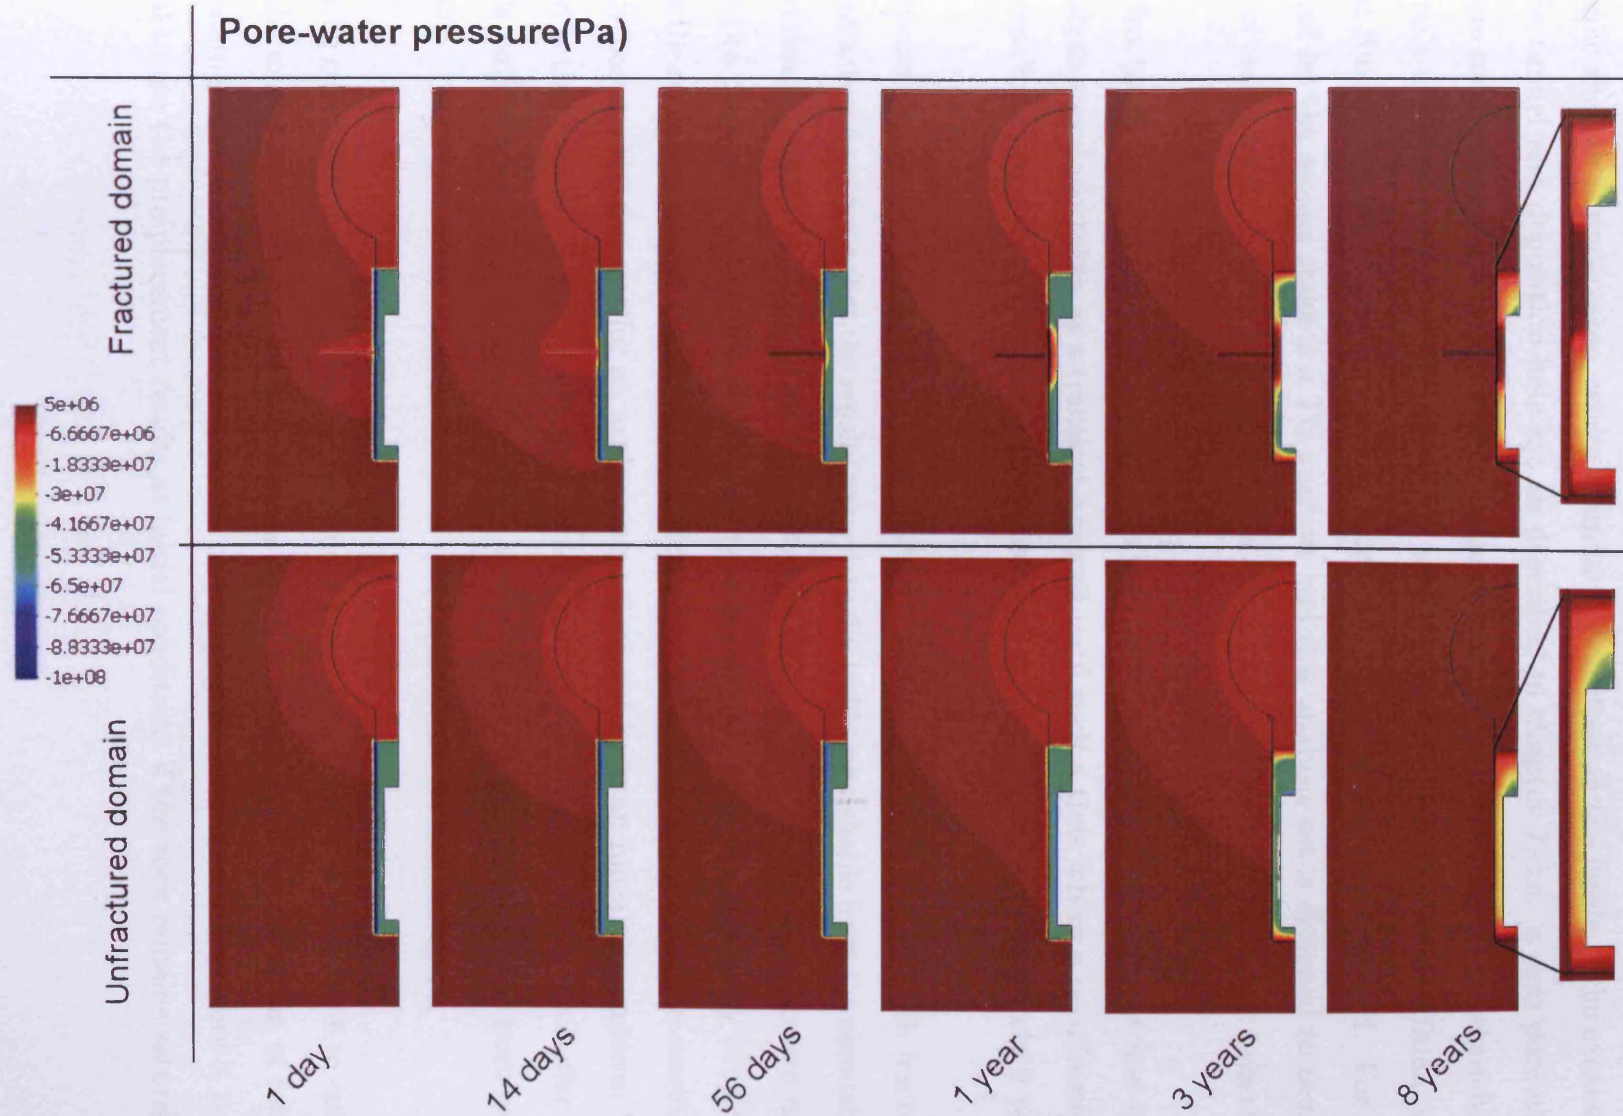 Pore-water pressure(Pa)
Fractured domain
5e+06
-6.6667e+06
-1.8333e+07
-3e+07
-4.1667e+07
-5.3333e+07
-6.5e+07
-7.6667e+07
-8.8333e+07
-1e+08
Unfractured domain
1 day
14 days
56 days
1 year
3 years
8 years